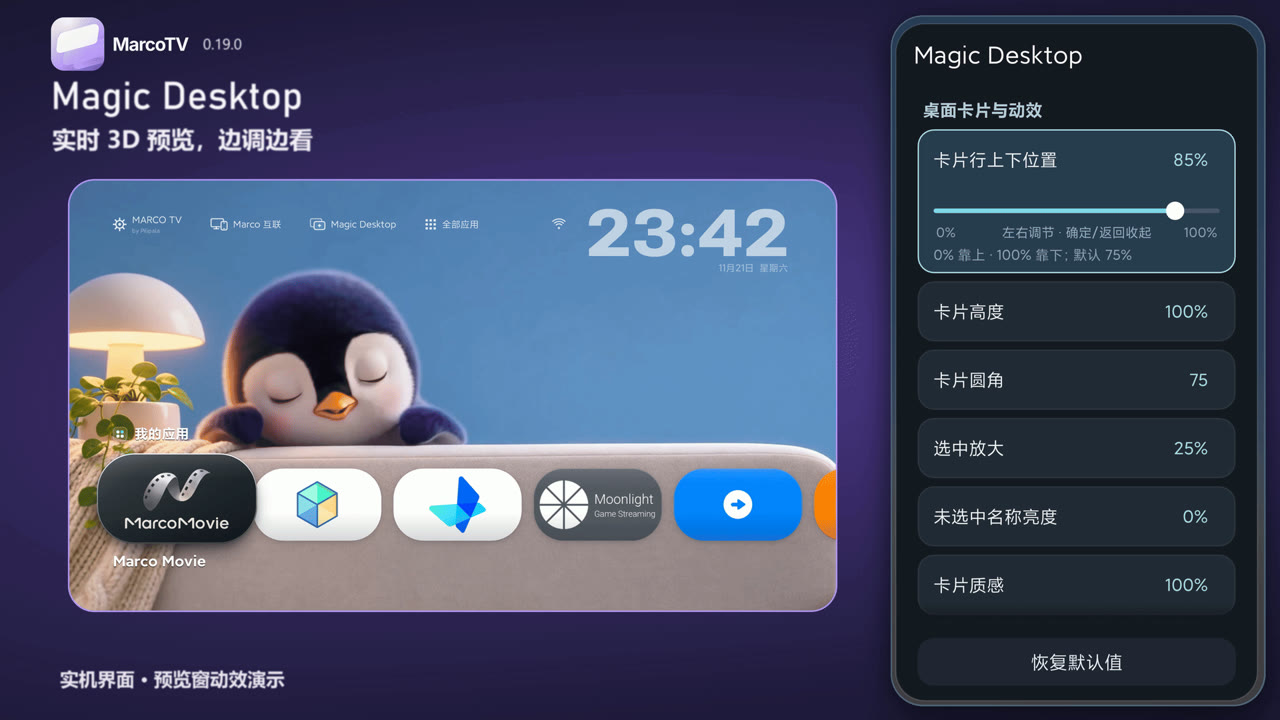 MarcoTV 0.19.0
Magic Desktop
实时 3D 预览，边调边看
MARCO TV
Marco 互联
Magic Desktop
全部应用
23:42
11月21日 星期六
我的应用
MarcoMovie
Moonlight
Game Streaming
Marco Movie
实机界面・预览窗动效演示
Magic Desktop
桌面卡片与动效
卡片行上下位置 85%
0% 左右调节 · 确定/返回收起 100%
0% 靠上 · 100% 靠下；默认 75%
卡片高度 100%
卡片圆角 75
选中放大 25%
未选中名称亮度 0%
卡片质感 100%
恢复默认值